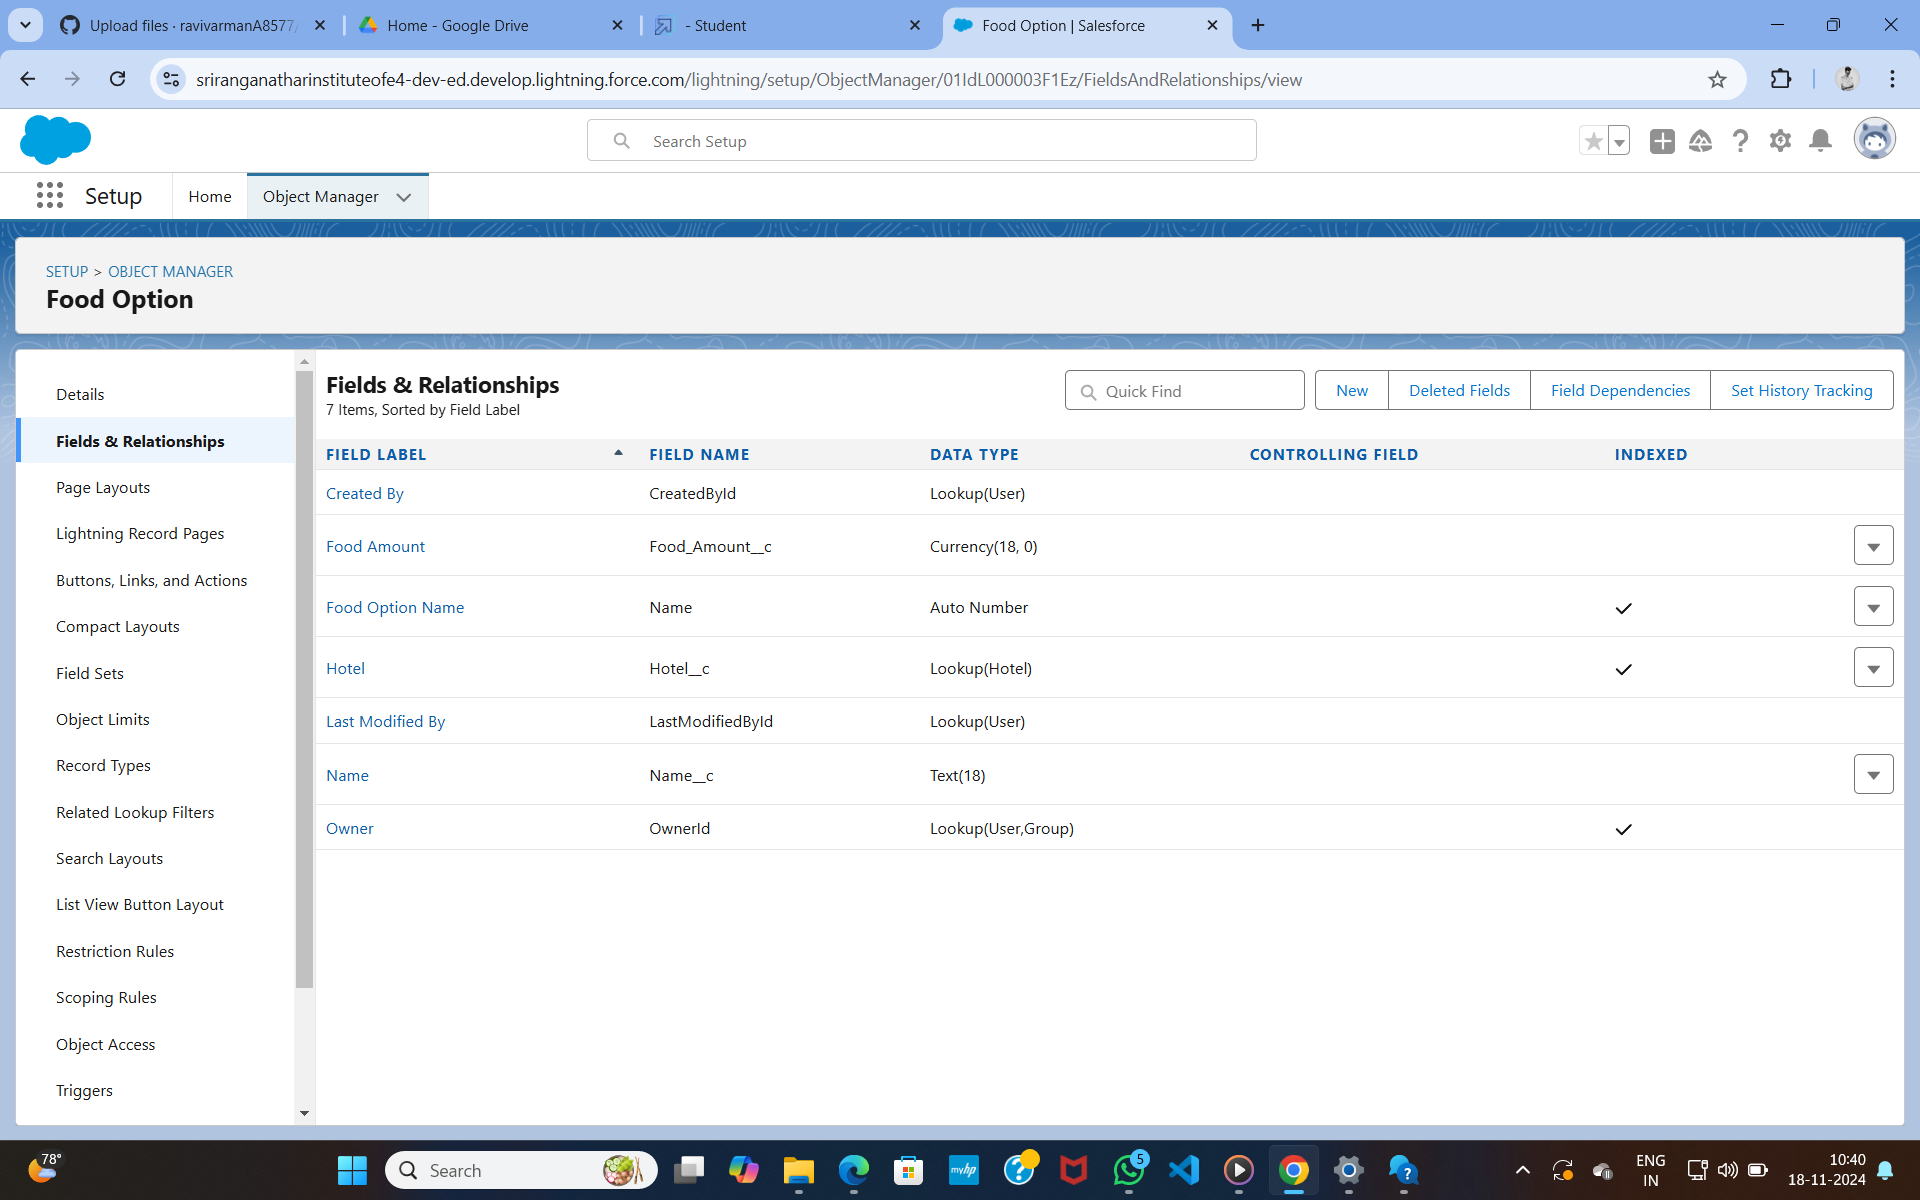 Upload files · ravivarmanA8577/
Home - Google Drive
- Student
Food Option | Salesforce
sriranganatharinstituteofe4-dev-ed.develop.lightning.force.com/lightning/setup/ObjectManager/01IdL000003F1Ez/FieldsAndRelationships/view
Search Setup
Setup
Home
Object Manager
SETUP > OBJECT MANAGER
Food Option
Details
Fields & Relationships
Page Layouts
Lightning Record Pages
Buttons, Links, and Actions
Compact Layouts
Field Sets
Object Limits
Record Types
Related Lookup Filters
Search Layouts
List View Button Layout
Restriction Rules
Scoping Rules
Object Access
Triggers
Fields & Relationships
7 Items, Sorted by Field Label
Quick Find
New
Deleted Fields
Field Dependencies
Set History Tracking
FIELD LABEL FIELD NAME DATA TYPE CONTROLLING FIELD INDEXED
Created By CreatedById Lookup(User)
Food Amount Food_Amount__c Currency(18, 0)
Food Option Name Name Auto Number
Hotel Hotel__c Lookup(Hotel)
Last Modified By LastModifiedById Lookup(User)
Name Name__c Text(18)
Owner OwnerId Lookup(User,Group)
78°
Search
myhp
5
ENG
IN
10:40
18-11-2024